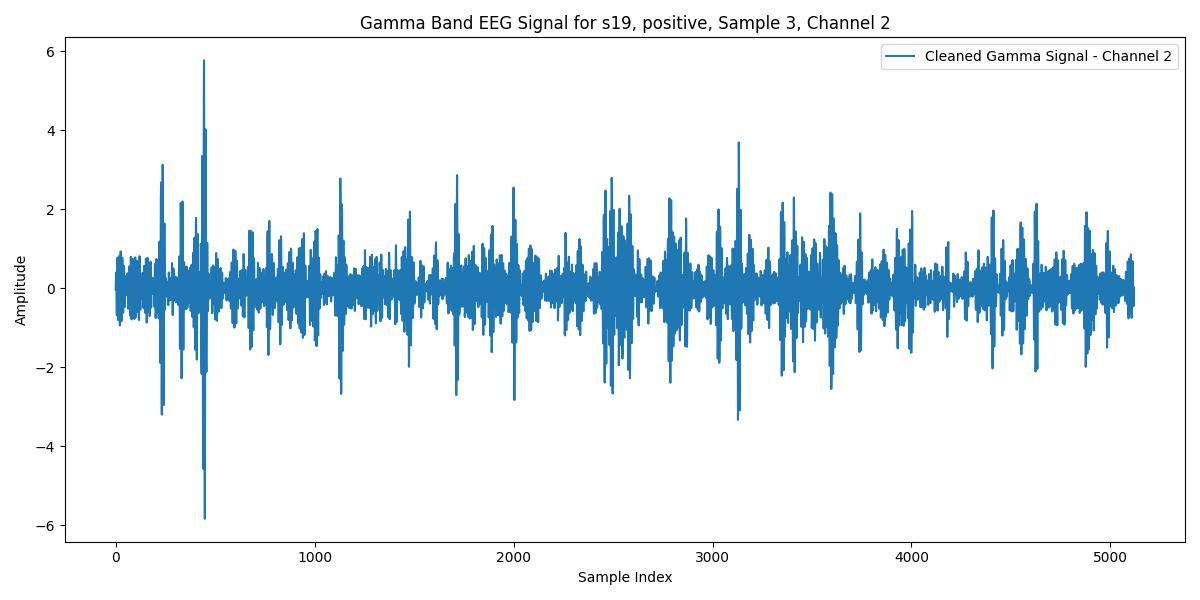 Gamma Band EEG Signal for s19, positive, Sample 3, Channel 2
Cleaned Gamma Signal - Channel 2
6
4
2
0
−2
−4
−6
Amplitude
0 1000 2000 3000 4000 5000
Sample Index